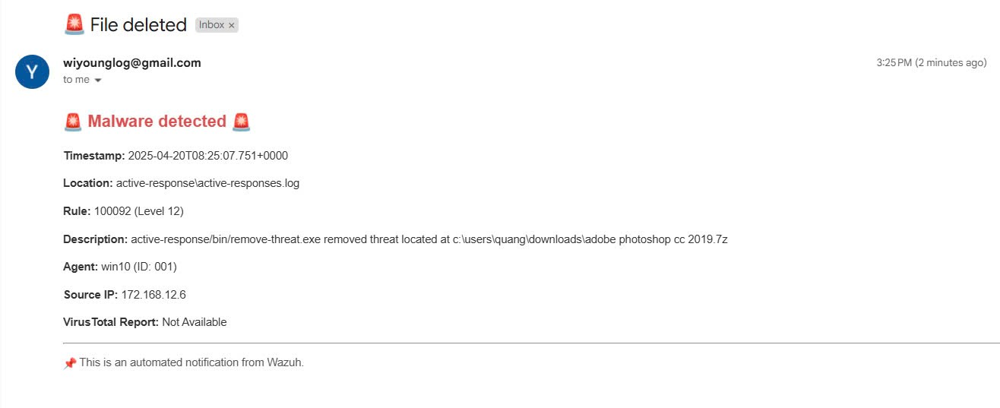 🚨 File deleted Inbox ×
Y
wiyounglog@gmail.com 3:25 PM (2 minutes ago)
to me
🚨 Malware detected 🚨
Timestamp: 2025-04-20T08:25:07.751+0000
Location: active-response\active-responses.log
Rule: 100092 (Level 12)
Description: active-response/bin/remove-threat.exe removed threat located at c:\users\quang\downloads\adobe photoshop cc 2019.7z
Agent: win10 (ID: 001)
Source IP: 172.168.12.6
VirusTotal Report: Not Available
📌 This is an automated notification from Wazuh.